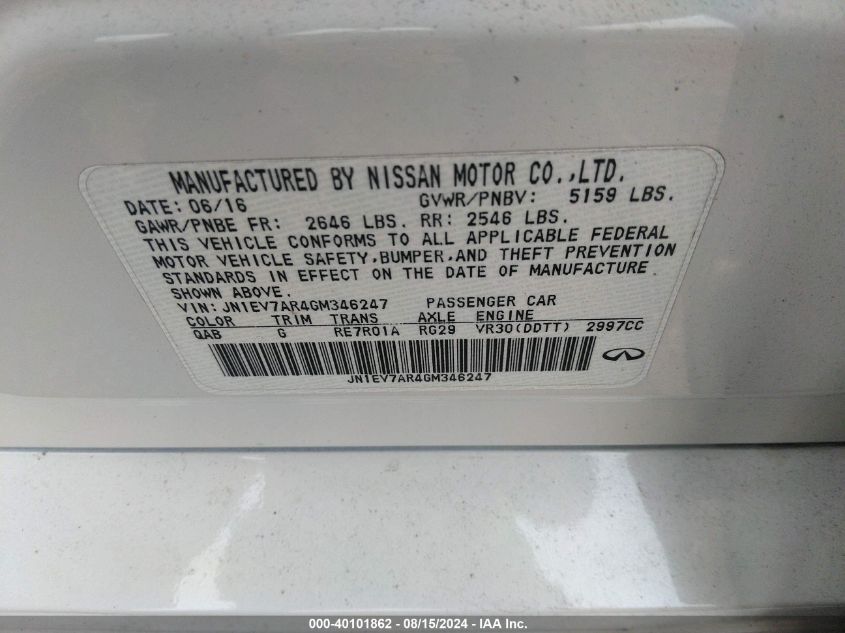 MANUFACTURED BY NISSAN MOTOR CO.,LTD.
DATE: 06/16 GVWR/PNBV: 5159 LBS.
GAWR/PNBE FR: 2646 LBS. RR: 2546 LBS.
THIS VEHICLE CONFORMS TO ALL APPLICABLE FEDERAL
MOTOR VEHICLE SAFETY,BUMPER,AND THEFT PREVENTION
STANDARDS IN EFFECT ON THE DATE OF MANUFACTURE
SHOWN ABOVE.
VIN: JN1EV7AR4GM346247 PASSENGER CAR
COLOR TRIM TRANS AXLE ENGINE
QAB G RE7R01A RG29 VR30(DDTT) 2997CC
JN1EV7AR4GM346247
000-40101862 - 08/15/2024 - IAA Inc.